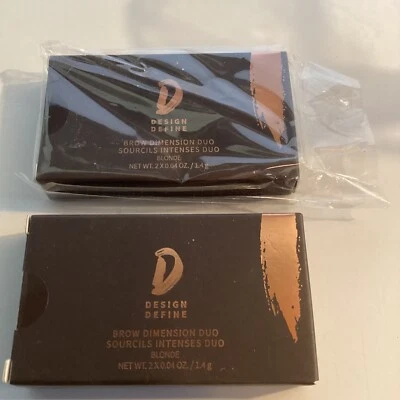 D
DESIGN
DEFINE
BROW DIMENSION DUO
SOURCILS INTENSES DUO
BLONDE
NET WT. 2 X 0.04 OZ. / 1.4 g
D
DESIGN
DEFINE
BROW DIMENSION DUO
SOURCILS INTENSES DUO
BLONDE
NET WT. 2 X 0.04 OZ. / 1.4 g